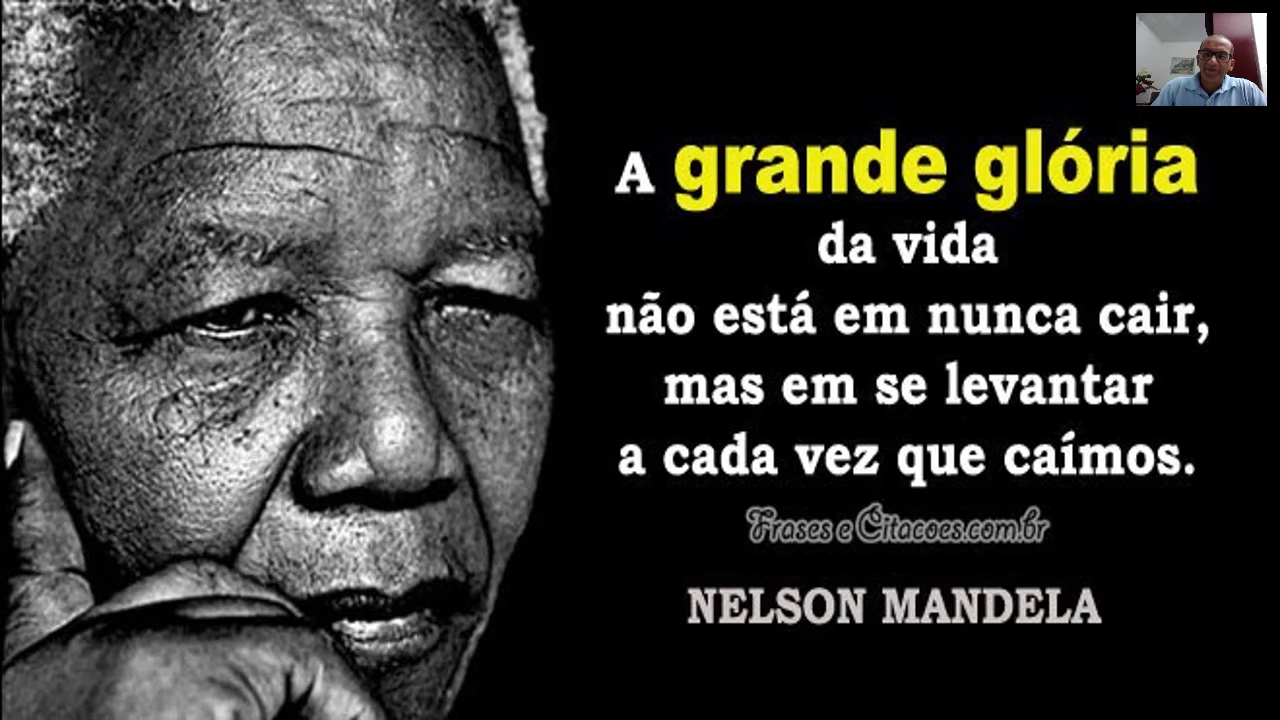 A grande glória
da vida
não está em nunca cair,
mas em se levantar
a cada vez que caímos.
Frases e Citacoes.com.br
NELSON MANDELA